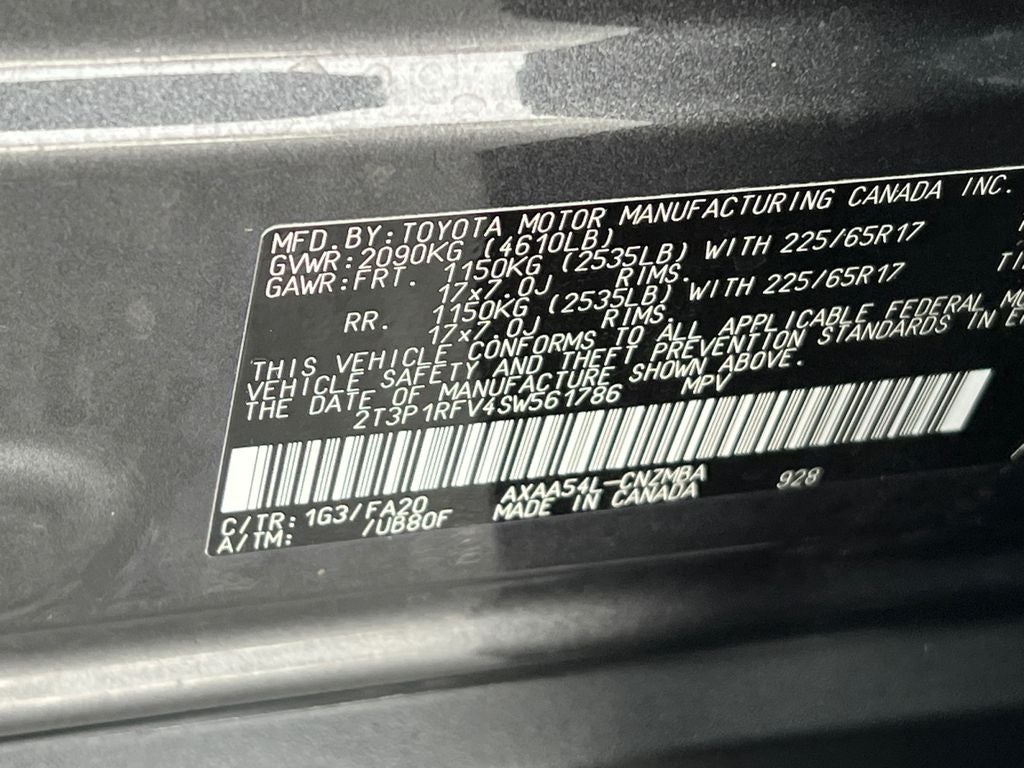 MFD.BY:TOYOTA MOTOR MANUFACTURING CANADA INC.
GVWR:2090KG (4610LB)
GAWR:FRT. 1150KG (2535LB) WITH 225/65R17
17x7.0J RIMS.
RR. 1150KG (2535LB) WITH 225/65R17
17x7.0J RIMS.
THIS VEHICLE CONFORMS TO ALL APPLICABLE FEDERAL
VEHICLE SAFETY AND THEFT PREVENTION STANDARDS IN
THE DATE OF MANUFACTURE SHOWN ABOVE.
2T3P1RFV4SW561786 MPV
C/TR: 1G3/FA20 AXAA54L-CNZMBA 928
A/TM: /UB80F MADE IN CANADA